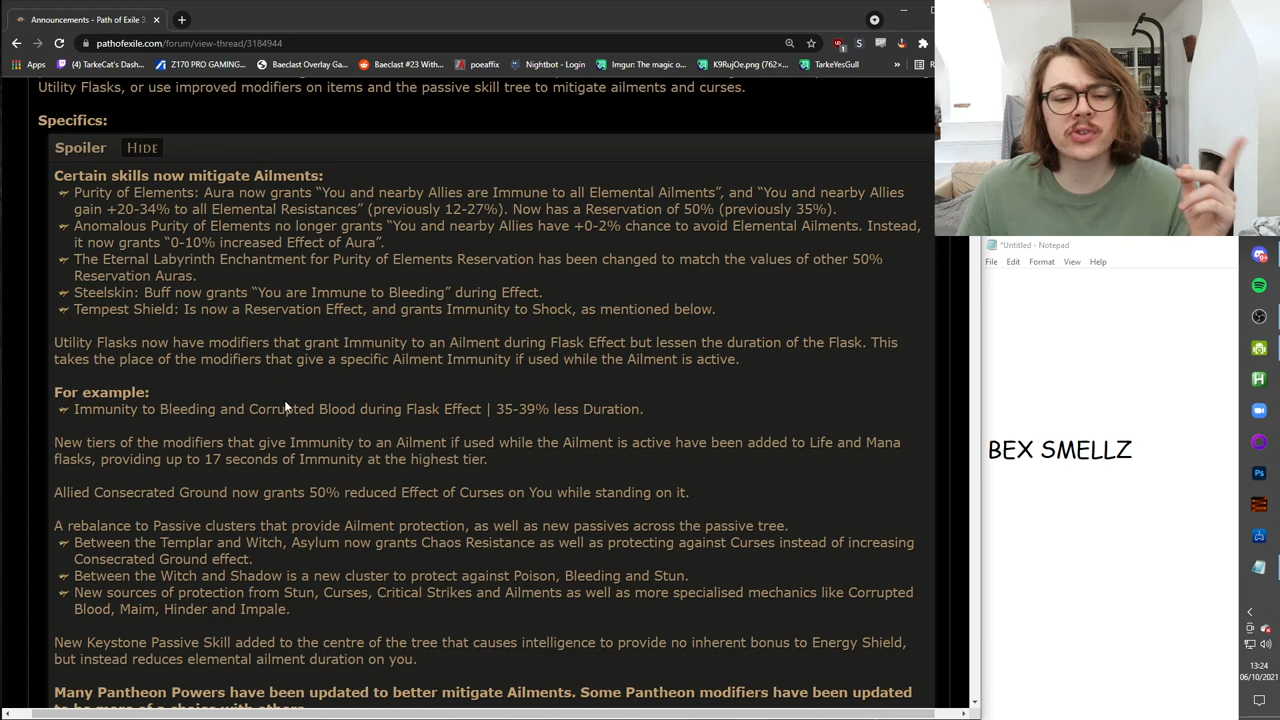 Announcements - Path of Exile 3.
pathofexile.com/forum/view-thread/3184944
Apps
(4) TarkeCat's Dash...
Z170 PRO GAMING...
Baeclast Overlay Ga...
Baeclast #23 With...
poeaffix
Nightbot - Login
Imgur: The magic o...
K9RujOe.png (3000...
TarkeYesGull
»
Utility Flasks, or use improved modifiers on items and the passive skill tree to mitigate ailments and curses.
Specifics:
Spoiler HIDE
Certain skills now mitigate Ailments:
Purity of Elements: Aura now grants “You and nearby Allies are Immune to all Elemental Ailments”, and “You and nearby Allies
gain +20-34% to all Elemental Resistances” (previously 12-27%). Now has a Reservation of 50% (previously 35%).
Anomalous Purity of Elements no longer grants “You and nearby Allies have +0-2% chance to avoid Elemental Ailments. Instead,
it now grants “0-10% increased Effect of Aura”.
The Eternal Labyrinth Enchantment for Purity of Elements Reservation has been changed to match the values of other 50%
Reservation Auras.
Steelskin: Buff now grants “You are Immune to Bleeding” during Effect.
Tempest Shield: Is now a Reservation Effect, and grants Immunity to Shock, as mentioned below.
Utility Flasks now have modifiers that grant Immunity to an Ailment during Flask Effect but lessen the duration of the Flask. This
takes the place of the modifiers that give a specific Ailment Immunity if used while the Ailment is active.
For example:
Immunity to Bleeding and Corrupted Blood during Flask Effect | 35-39% less Duration.
New tiers of the modifiers that give Immunity to an Ailment if used while the Ailment is active have been added to Life and Mana
flasks, providing up to 17 seconds of Immunity at the highest tier.
Allied Consecrated Ground now grants 50% reduced Effect of Curses on You while standing on it.
A rebalance to Passive clusters that provide Ailment protection, as well as new passives across the passive tree.
Between the Templar and Witch, Asylum now grants Chaos Resistance as well as protecting against Curses instead of increasing
Consecrated Ground effect.
Between the Witch and Shadow is a new cluster to protect against Poison, Bleeding and Stun.
New sources of protection from Stun, Curses, Critical Strikes and Ailments as well as more specialised mechanics like Corrupted
Blood, Maim, Hinder and Impale.
New Keystone Passive Skill added to the centre of the tree that causes intelligence to provide no inherent bonus to Energy Shield,
but instead reduces elemental ailment duration on you.
Many Pantheon Powers have been updated to better mitigate Ailments. Some Pantheon modifiers have been updated
to be more of a choice with others.
*Untitled - Notepad
File Edit Format View Help
BEX SMELLZ
13:24
06/10/2021